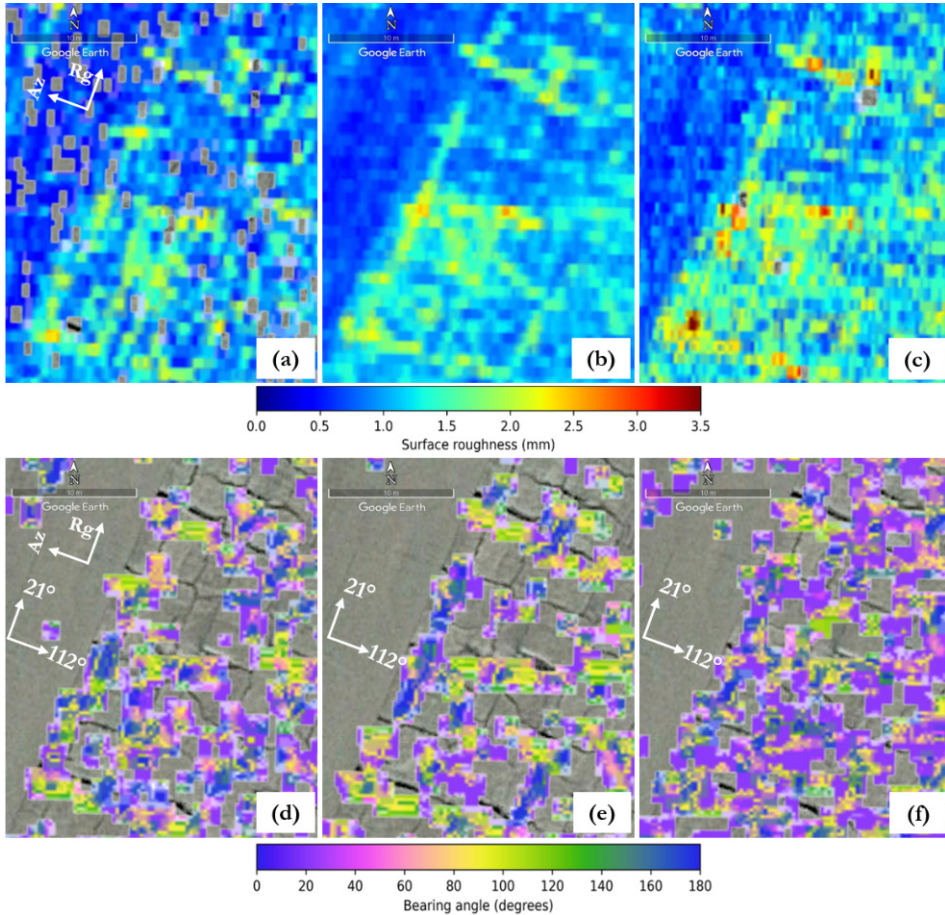 N
N
N
10 m
10 m
10 m
Google Earth
Google Earth
Google Earth
Rg
Az
(a)
(b)
(c)
0.0 0.5 1.0 1.5 2.0 2.5 3.0 3.5
Surface roughness (mm)
N
N
N
10 m
10 m
10 m
Google Earth
Google Earth
Google Earth
Rg
Az
21°
21°
21°
112°
112°
112°
(d)
(e)
(f)
0 20 40 60 80 100 120 140 160 180
Bearing angle (degrees)